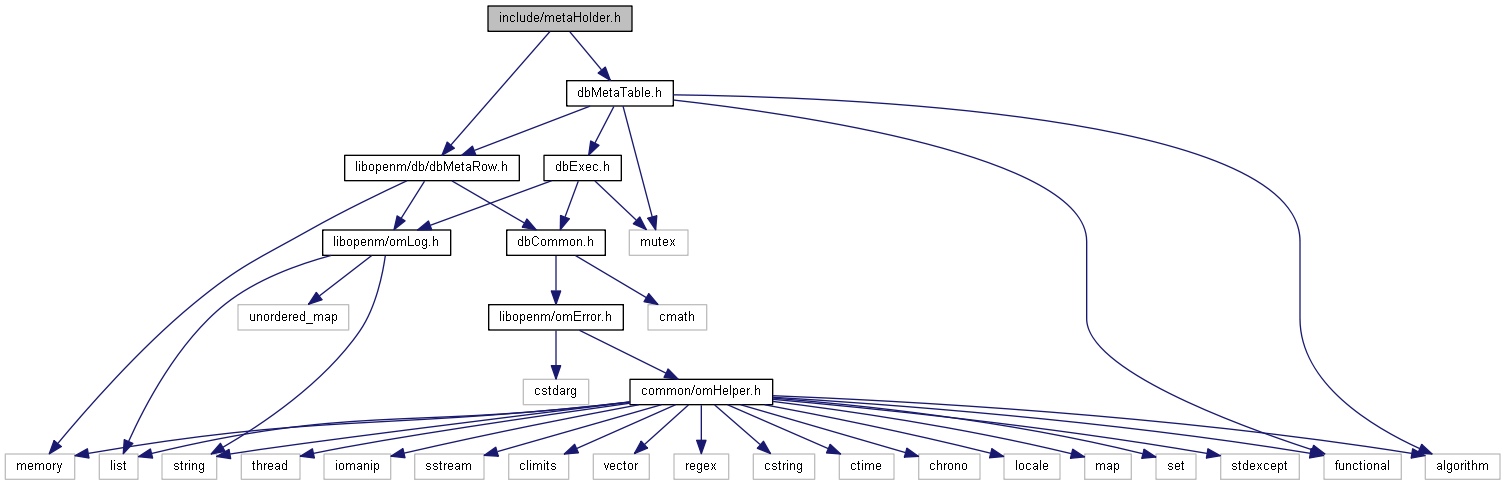 include/metaHolder.h
dbMetaTable.h
libopenm/db/dbMetaRow.h
dbExec.h
libopenm/omLog.h
dbCommon.h
mutex
unordered_map
libopenm/omError.h
cmath
cstdarg
common/omHelper.h
memory
list
string
thread
iomanip
sstream
climits
vector
regex
cstring
ctime
chrono
locale
map
set
stdexcept
functional
algorithm